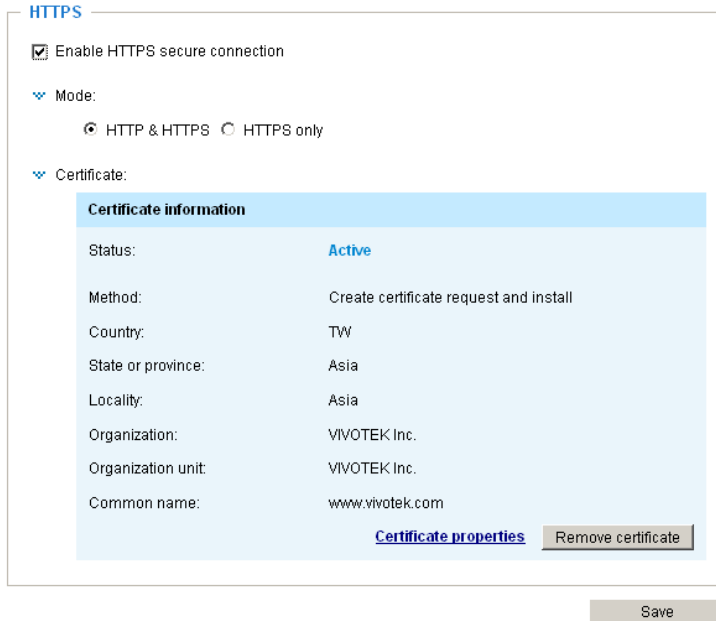 HTTPS
Enable HTTPS secure connection
Mode:
HTTP & HTTPS HTTPS only
Certificate:
Certificate information
Status: Active
Method: Create certificate request and install
Country: TW
State or province: Asia
Locality: Asia
Organization: VIVOTEK Inc.
Organization unit: VIVOTEK Inc.
Common name: www.vivotek.com
Certificate properties Remove certificate
Save